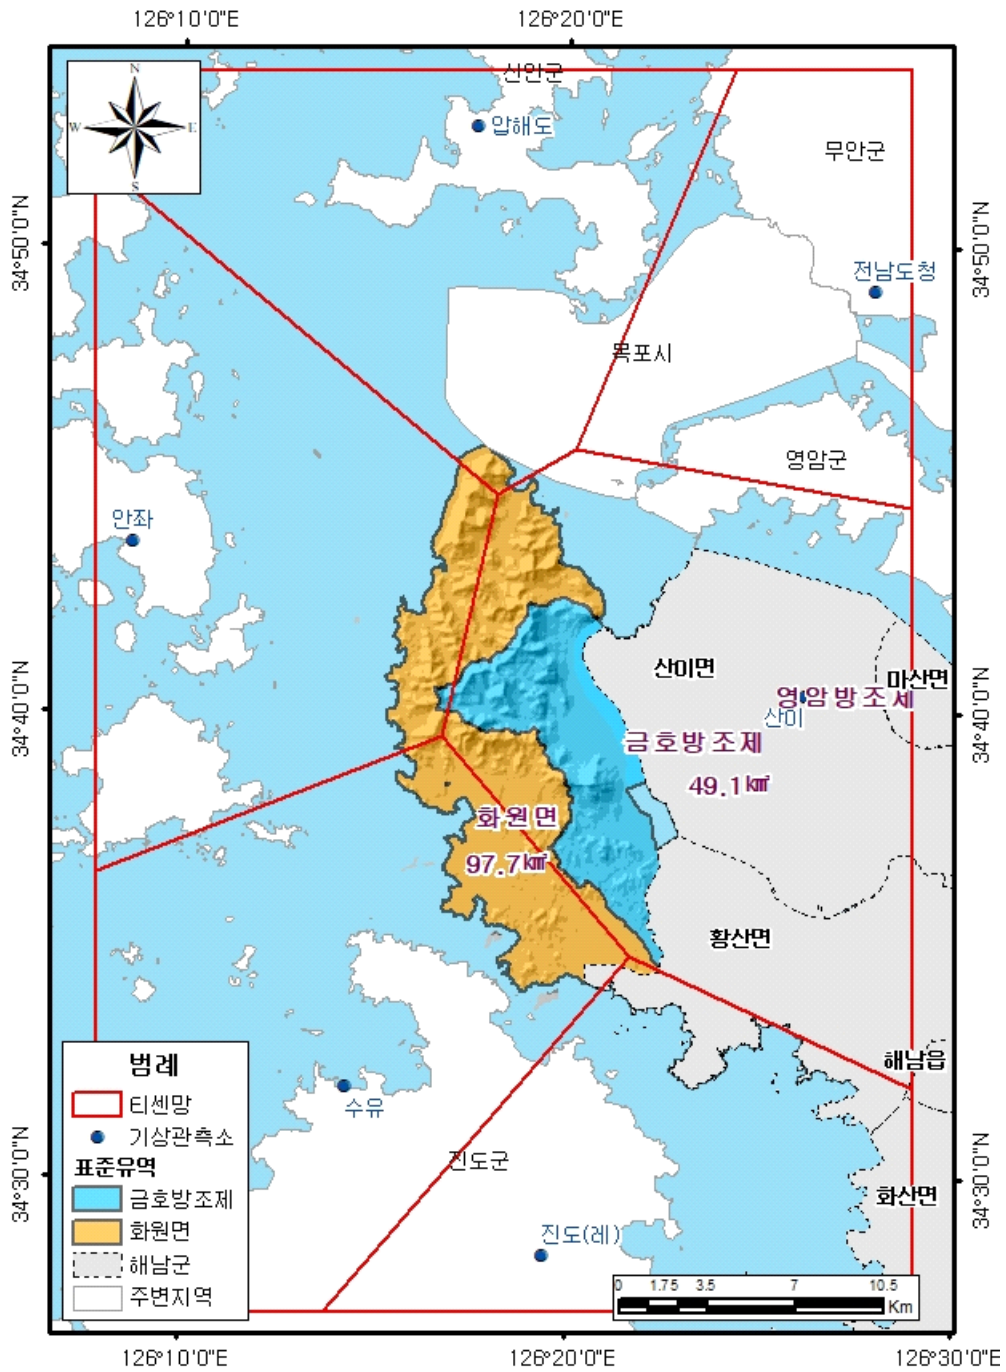 126°10'0"E
126°20'0"E
N
W
E
S
신안군
압해도
무안군
34°50'0"N
34°50'0"N
전남도청
목포시
영암군
안좌
산이면
마산면
영암방조제
산이
34°40'0"N
34°40'0"N
금호방조제
49.1㎢
화원면
97.7㎢
황산면
해남읍
수유
진도군
34°30'0"N
34°30'0"N
화산면
진도(레)
범례
티센망
기상관측소
표준유역
금호방조제
화원면
해남군
주변지역
0 1.75 3.5 7 10.5
Km
126°10'0"E
126°20'0"E
126°30'0"E